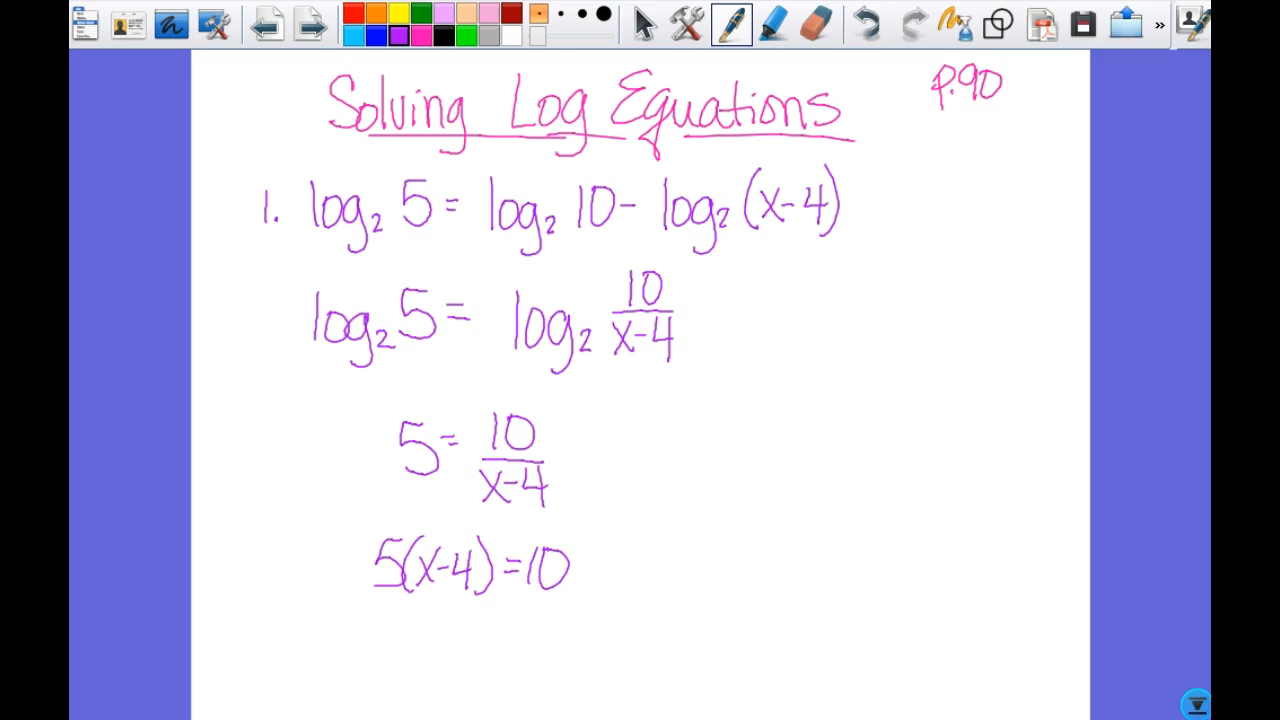 Solving Log Equations
p.90
1. log₂ 5 = log₂ 10 - log₂ (x-4)
log₂ 5 = log₂ 10/(x-4)
5 = 10/(x-4)
5(x-4) = 10